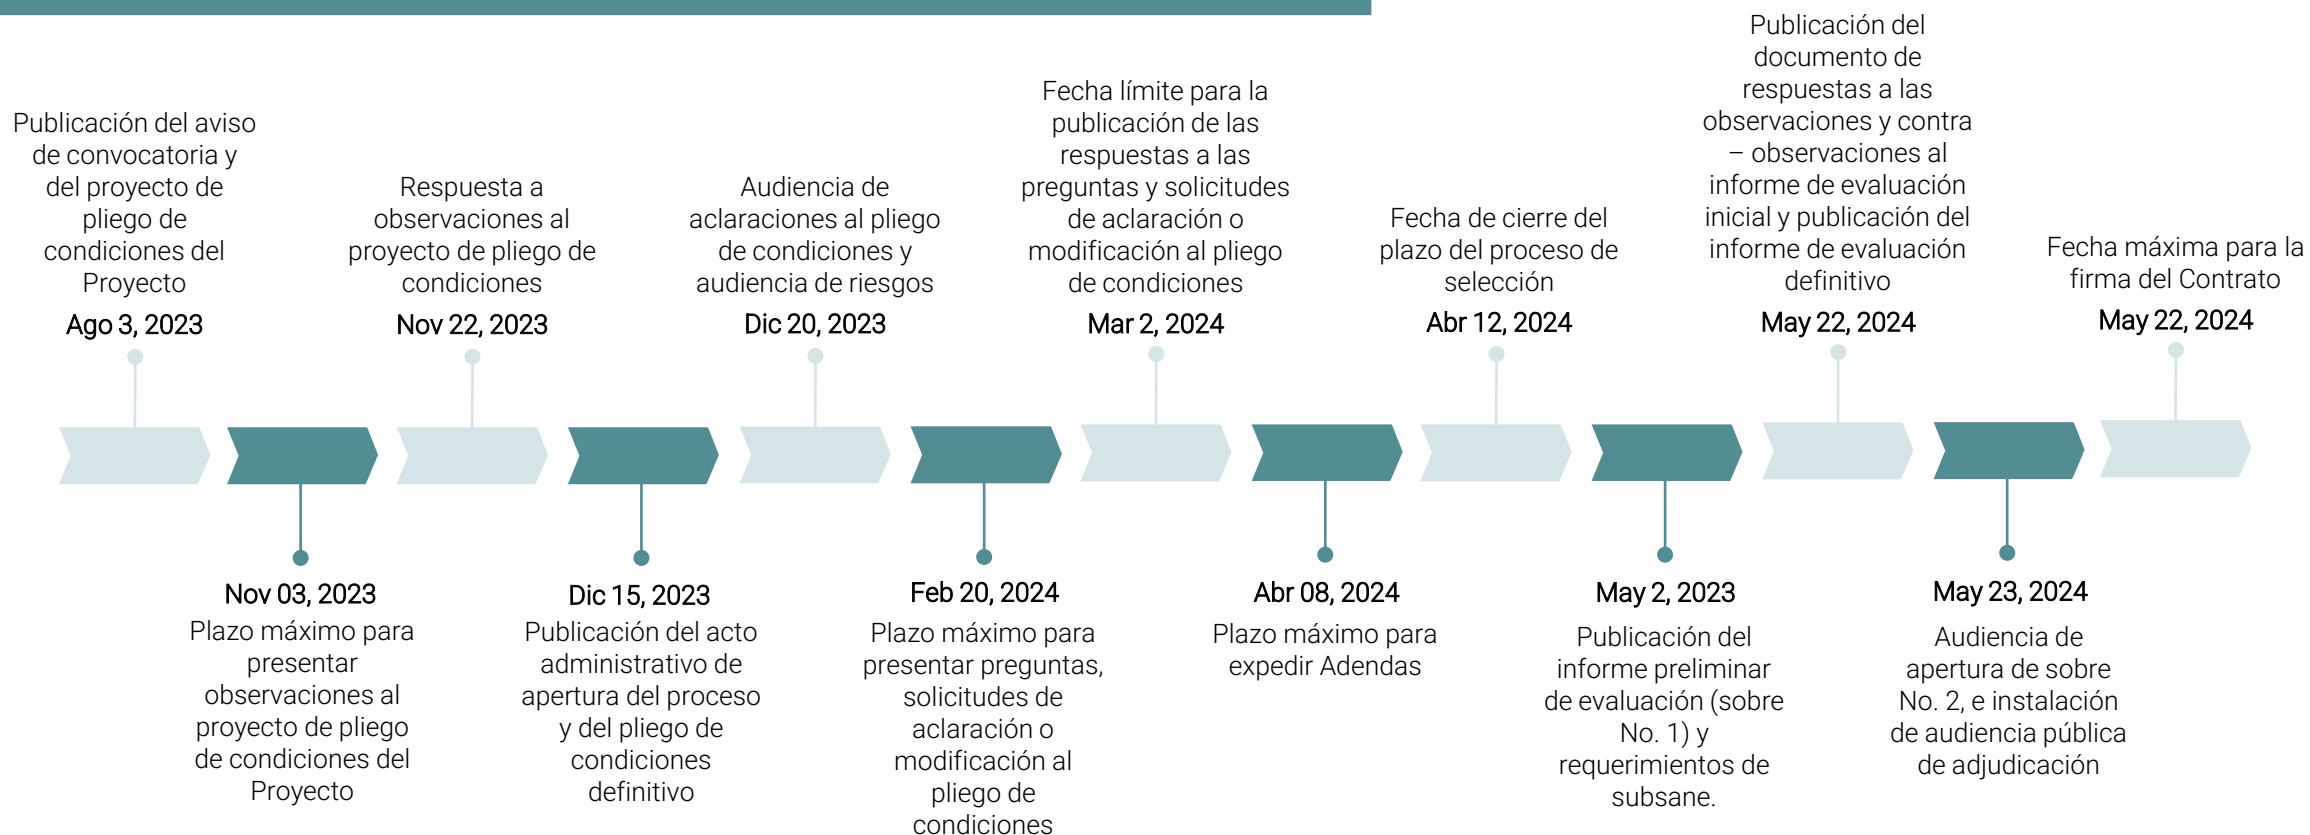 Publicación del aviso
de convocatoria y
del proyecto de
pliego de
condiciones del
Proyecto
Ago 3, 2023
Nov 03, 2023
Plazo máximo para
presentar
observaciones al
proyecto de pliego
de condiciones del
Proyecto
Respuesta a
observaciones al
proyecto de pliego de
condiciones
Nov 22, 2023
Dic 15, 2023
Publicación del acto
administrativo de
apertura del proceso
y del pliego de
condiciones
definitivo
Audiencia de
aclaraciones al pliego
de condiciones y
audiencia de riesgos
Dic 20, 2023
Feb 20, 2024
Plazo máximo para
presentar preguntas,
solicitudes de
aclaración o
modificación al
pliego de
condiciones
Fecha límite para la
publicación de las
respuestas a las
preguntas y solicitudes
de aclaración o
modificación al pliego
de condiciones
Mar 2, 2024
Abr 08, 2024
Plazo máximo para
expedir Adendas
Fecha de cierre del
plazo del proceso de
selección
Abr 12, 2024
May 2, 2023
Publicación del
informe preliminar
de evaluación (sobre
No. 1) y
requerimientos de
subsane.
Publicación del
documento de
respuestas a las
observaciones y contra
– observaciones al
informe de evaluación
inicial y publicación del
informe de evaluación
definitivo
May 22, 2024
May 23, 2024
Audiencia de
apertura de sobre
No. 2, e instalación
de audiencia pública
de adjudicación
Fecha máxima para la
firma del Contrato
May 22, 2024